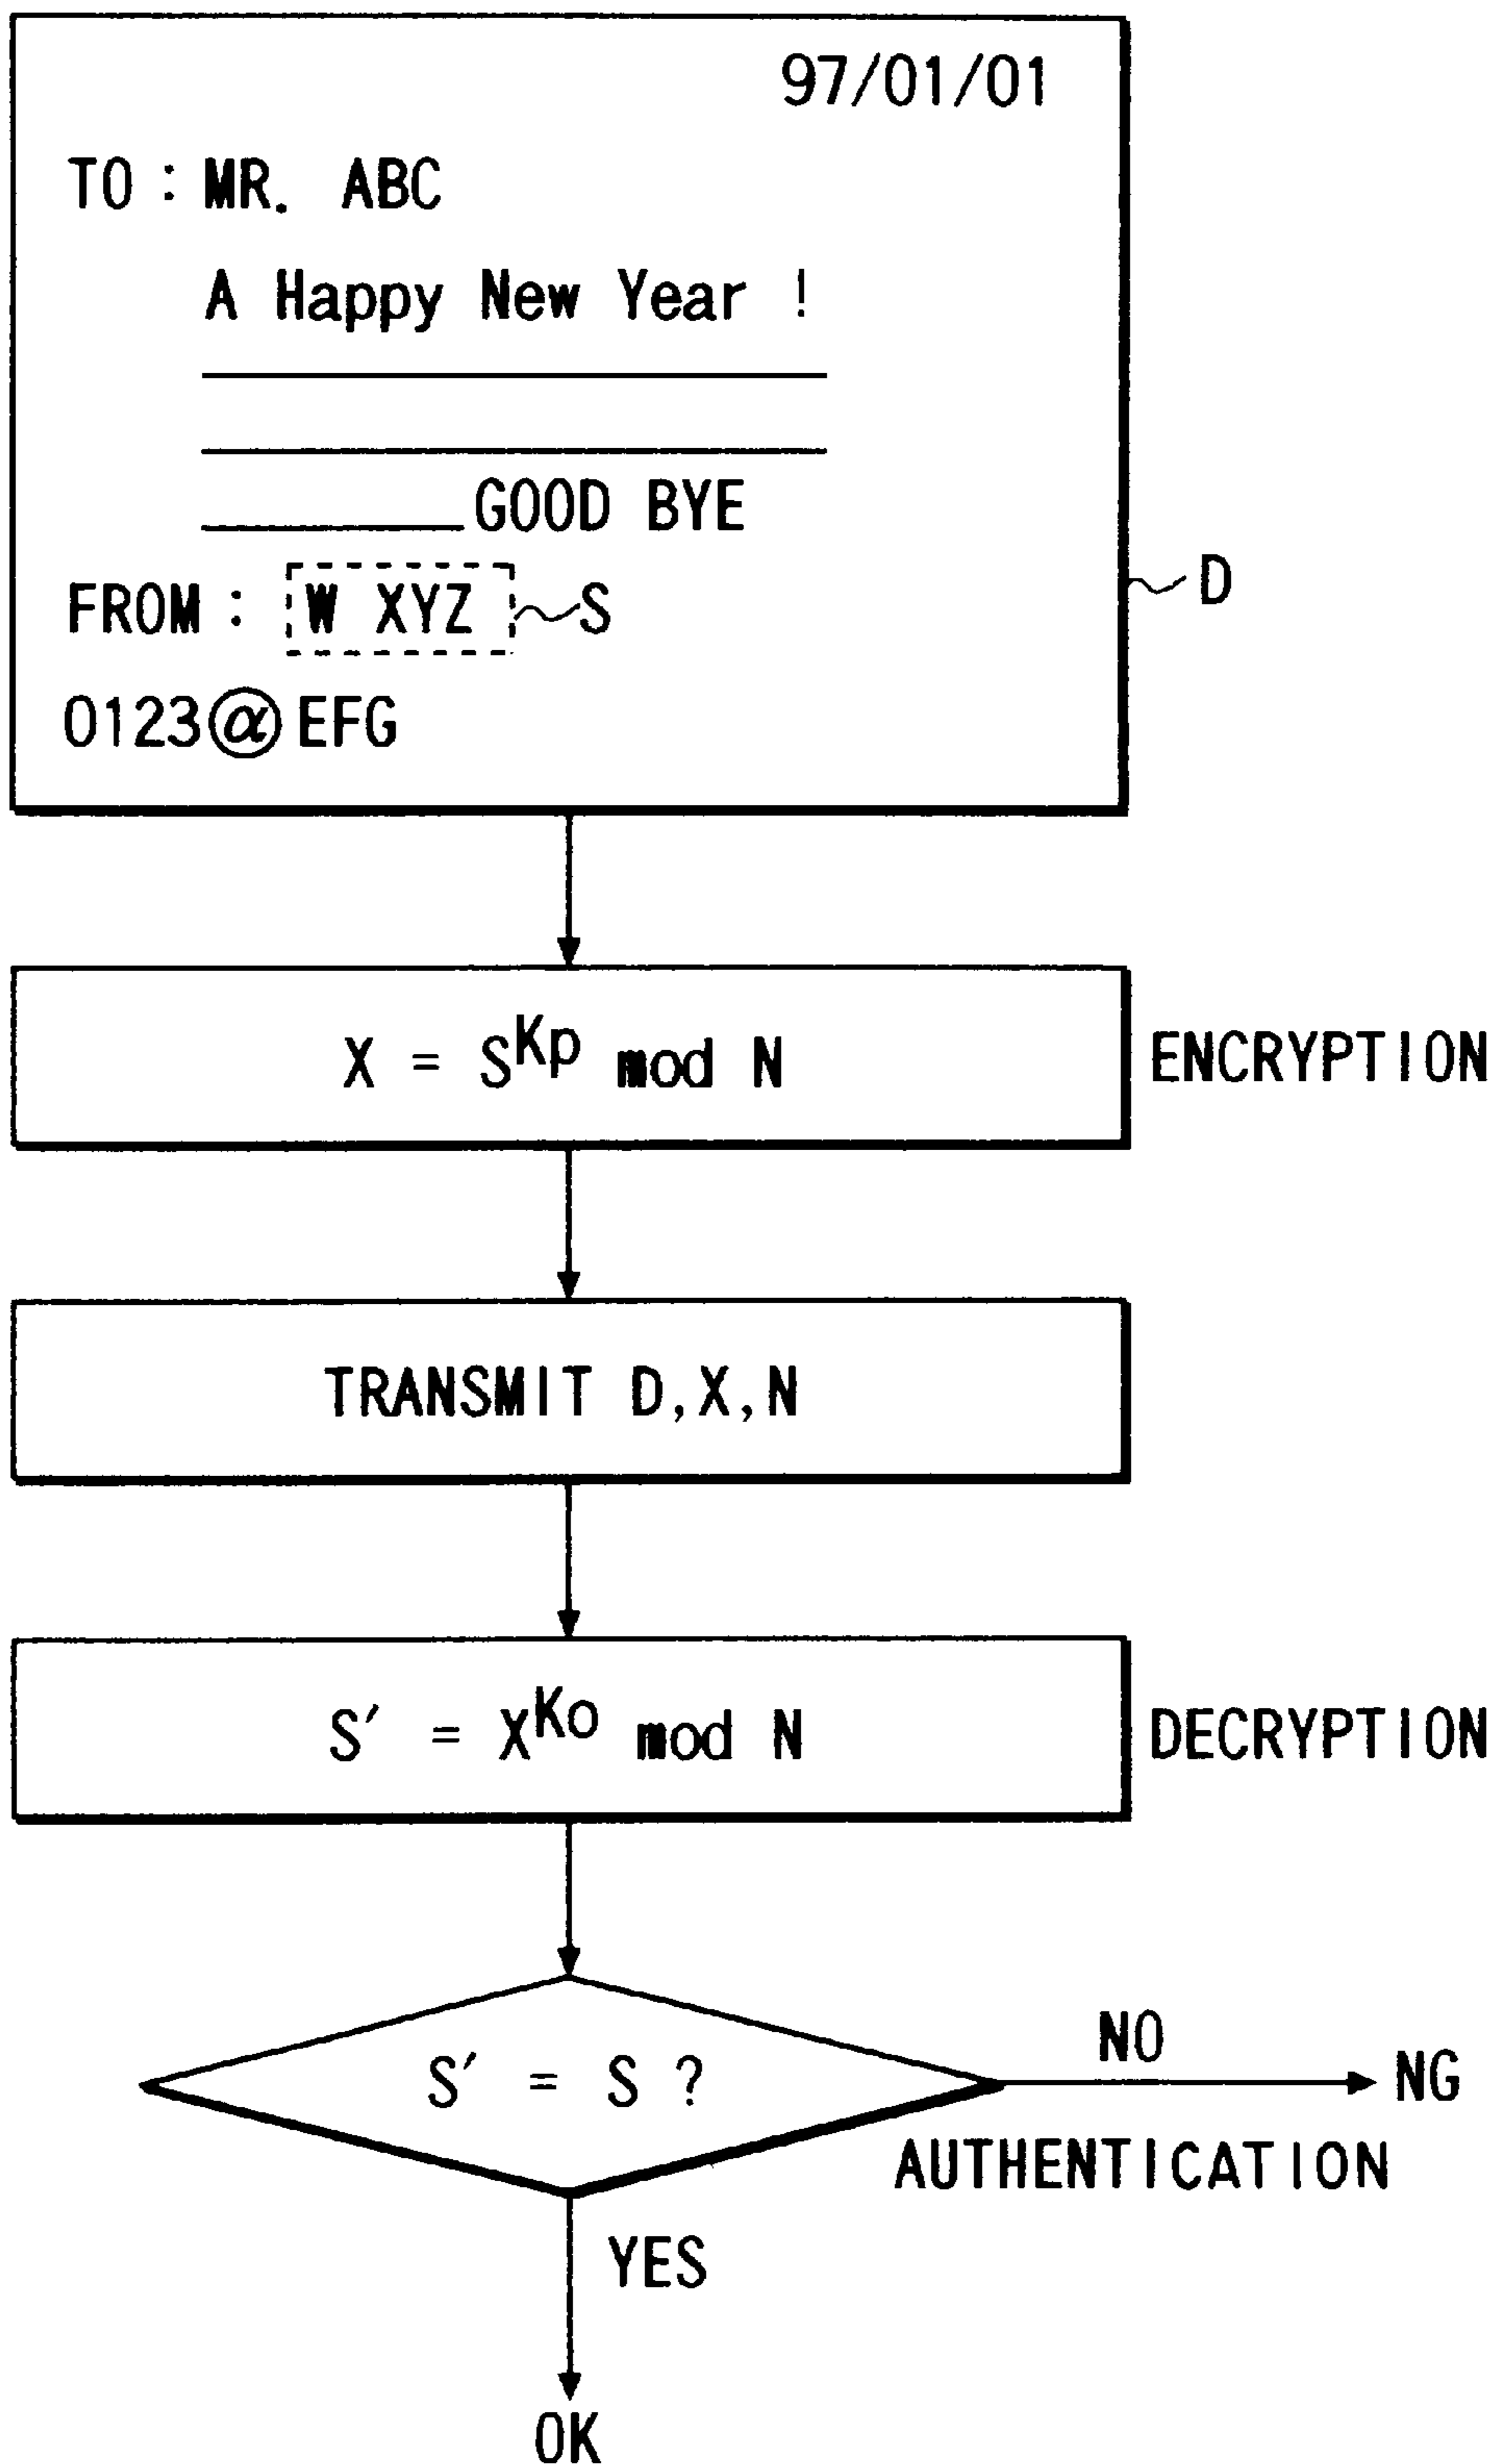 97/01/01
TO : MR. ABC
A Happy New Year !
GOOD BYE
FROM : W XYZ S
D
0123@EFG
X = S^Kp mod N
ENCRYPTION
TRANSMIT D,X,N
S' = X^Ko mod N
DECRYPTION
S' = S ?
NO
NG
AUTHENTICATION
YES
OK